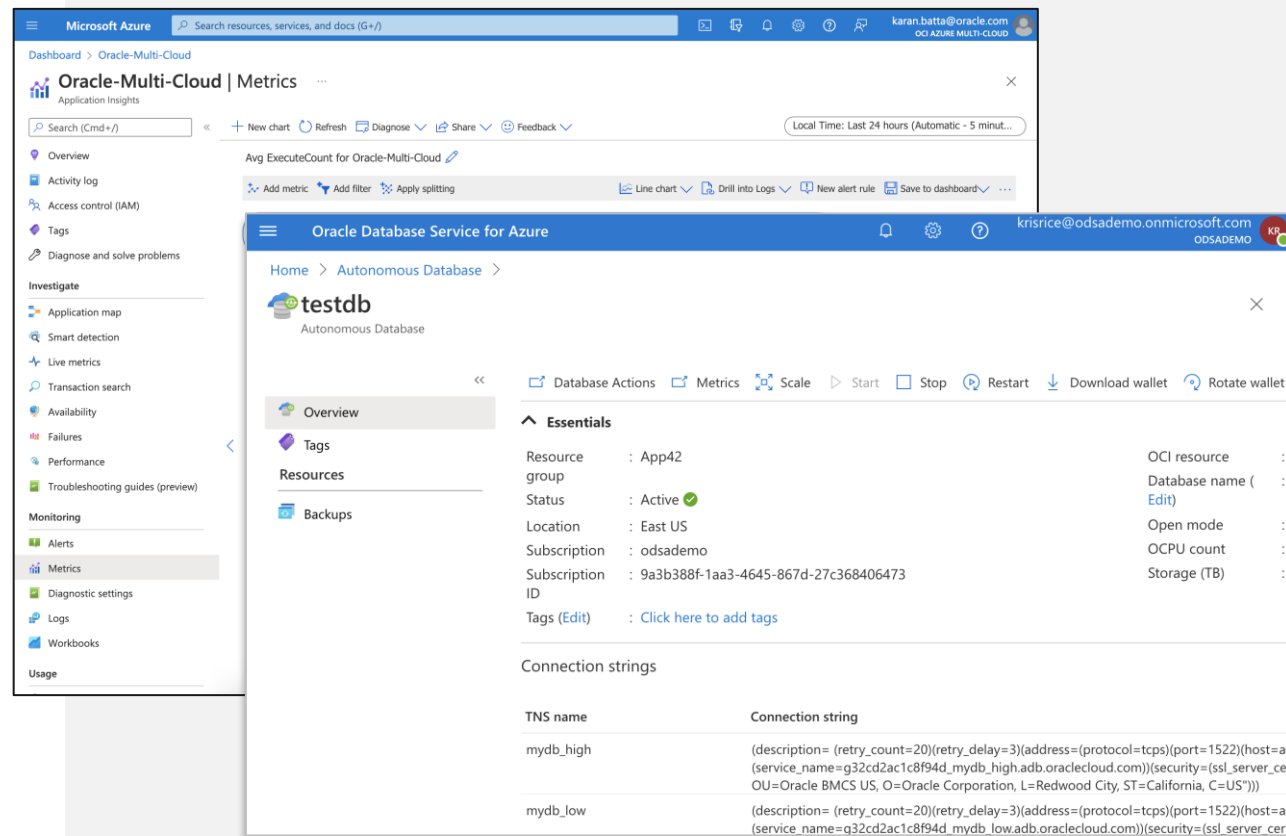 Microsoft Azure
Search resources, services, and docs (G+/)
karan.batta@oracle.com
OCI AZURE MULTI-CLOUD
Dashboard > Oracle-Multi-Cloud
Oracle-Multi-Cloud | Metrics ...
Application Insights
Search (Cmd+/)
New chart Refresh Diagnose Share Feedback
Local Time: Last 24 hours (Automatic - 5 minut...
Overview
Activity log
Access control (IAM)
Tags
Diagnose and solve problems
Investigate
Application map
Smart detection
Live metrics
Transaction search
Availability
Failures
Performance
Troubleshooting guides (preview)
Monitoring
Alerts
Metrics
Diagnostic settings
Logs
Workbooks
Usage
Avg ExecuteCount for Oracle-Multi-Cloud
Add metric Add filter Apply splitting
Line chart Drill into Logs New alert rule Save to dashboard ...
Oracle Database Service for Azure
krisrice@odsademo.onmicrosoft.com
ODSADEMO
KR
Home > Autonomous Database >
testdb
Autonomous Database
Database Actions Metrics Scale Start Stop Restart Download wallet Rotate wallet
Overview
Tags
Resources
Backups
Essentials
Resource group : App42
Status : Active
Location : East US
Subscription : odsademo
Subscription ID : 9a3b388f-1aa3-4645-867d-27c368406473
Tags (Edit) : Click here to add tags
OCI resource :
Database name ( :
Edit)
Open mode :
OCPU count :
Storage (TB) :
Connection strings
TNS name Connection string
mydb_high (description= (retry_count=20)(retry_delay=3)(address=(protocol=tcps)(port=1522)(host=a
(service_name=g32cd2ac1c8f94d_mydb_high.adb.oraclecloud.com))(security=(ssl_server_ce
OU=Oracle BMCS US, O=Oracle Corporation, L=Redwood City, ST=California, C=US")))
mydb_low (description= (retry_count=20)(retry_delay=3)(address=(protocol=tcps)(port=1522)(host=a
(service_name=g32cd2ac1c8f94d_mydb_low.adb.oraclecloud.com))(security=(ssl_server_cer